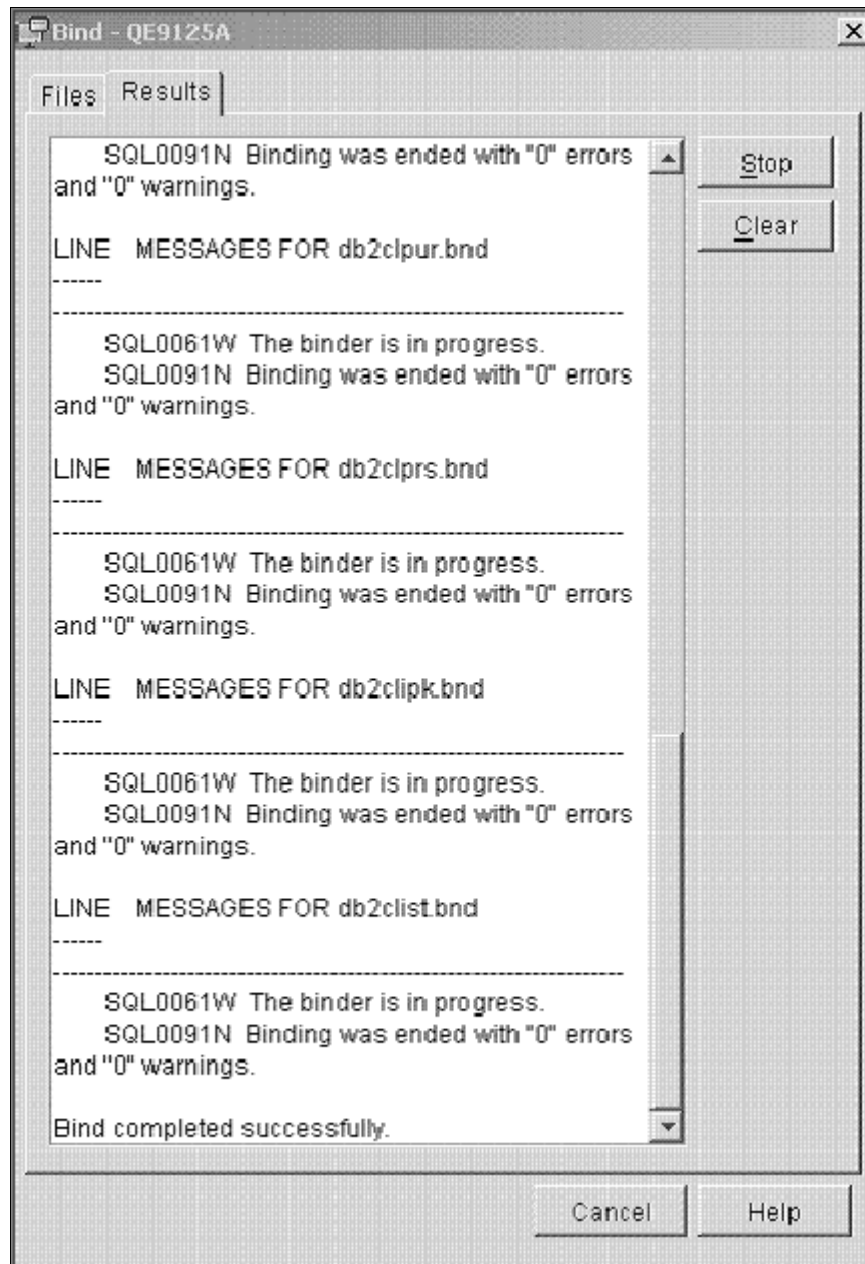 Bind - QE9125A
Files
Results
SQL0091N Binding was ended with "0" errors
and "0" warnings.
LINE MESSAGES FOR db2clpur.bnd
------
--------------------------------------------------------------------
SQL0061W The binder is in progress.
SQL0091N Binding was ended with "0" errors
and "0" warnings.
LINE MESSAGES FOR db2clprs.bnd
------
--------------------------------------------------------------------
SQL0061W The binder is in progress.
SQL0091N Binding was ended with "0" errors
and "0" warnings.
LINE MESSAGES FOR db2clipk.bnd
------
--------------------------------------------------------------------
SQL0061W The binder is in progress.
SQL0091N Binding was ended with "0" errors
and "0" warnings.
LINE MESSAGES FOR db2clist.bnd
------
--------------------------------------------------------------------
SQL0061W The binder is in progress.
SQL0091N Binding was ended with "0" errors
and "0" warnings.
Bind completed successfully.
Stop
Clear
Cancel
Help